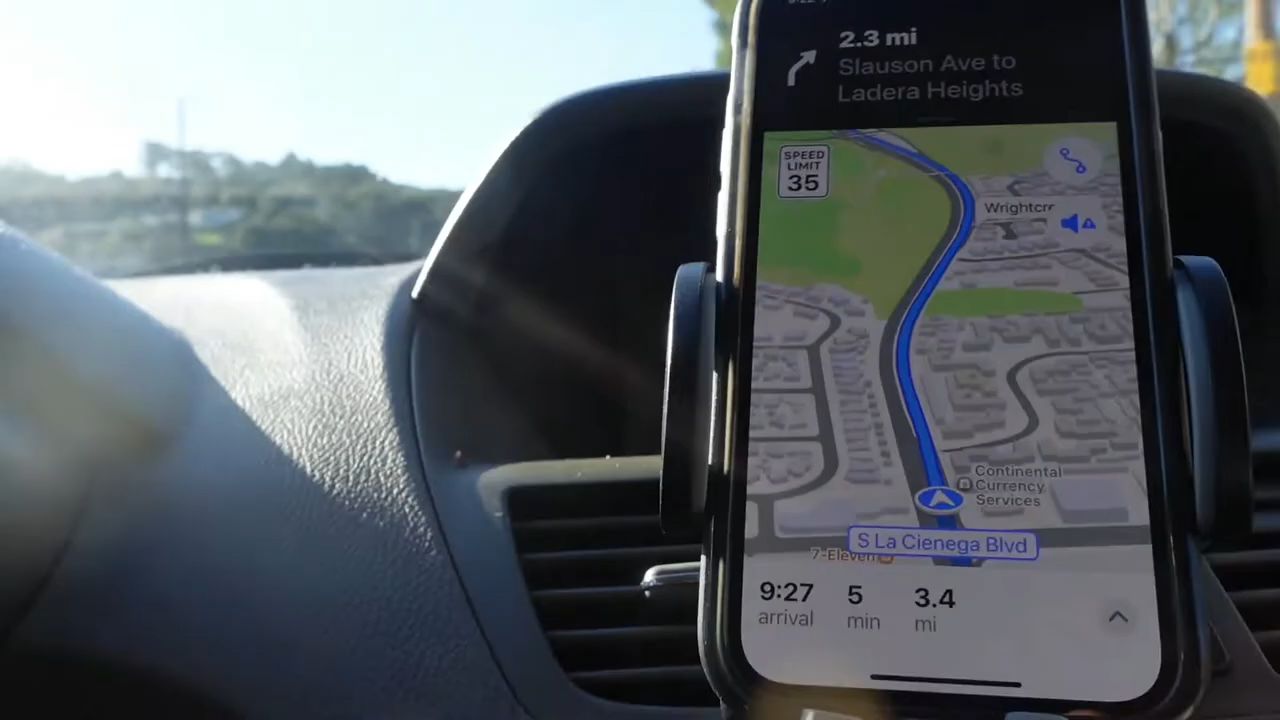 2.3 mi
Slauson Ave to
Ladera Heights
SPEED
LIMIT
35
Continental
Currency
Services
S La Cienega Blvd
7-Eleven
9:27
arrival
5
min
3.4
mi